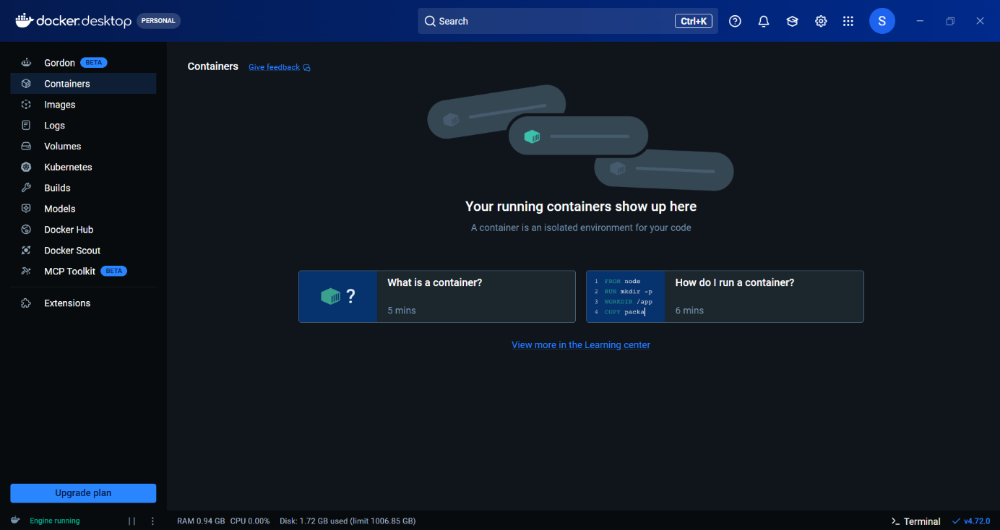 docker.desktop PERSONAL
Search Ctrl+K
S
Gordon BETA
Containers
Images
Logs
Volumes
Kubernetes
Builds
Models
Docker Hub
Docker Scout
MCP Toolkit BETA
Extensions
Upgrade plan
Containers Give feedback
Your running containers show up here
A container is an isolated environment for your code
?
What is a container?
5 mins
1 FROM node
2 RUN mkdir -p
3 WORKDIR /app
4 COPY packa
How do I run a container?
6 mins
View more in the Learning center
Engine running
RAM 0.94 GB CPU 0.00% Disk: 1.72 GB used (limit 1006.85 GB)
>_ Terminal v4.72.0